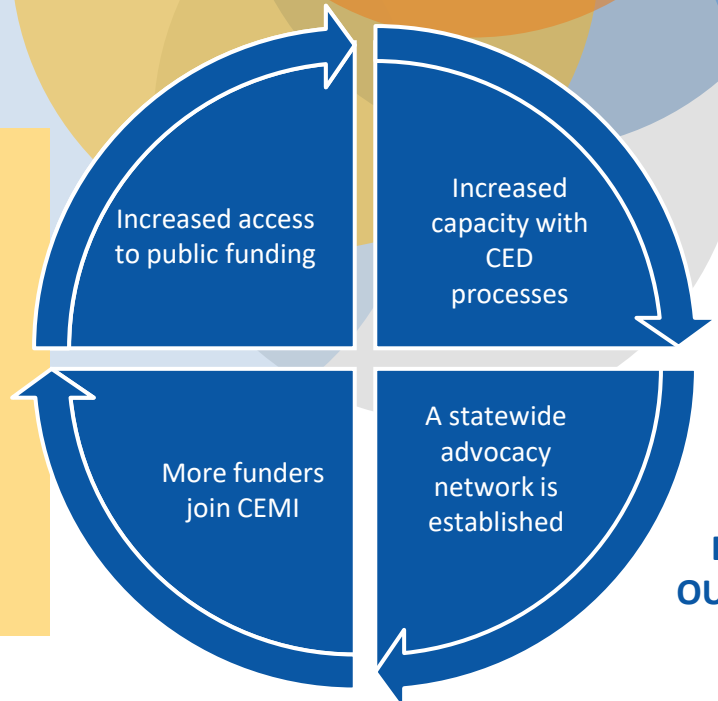 Increased access
to public funding
Increased
capacity with
CED
processes
More funders
join CEMI
A statewide
advocacy
network is
established